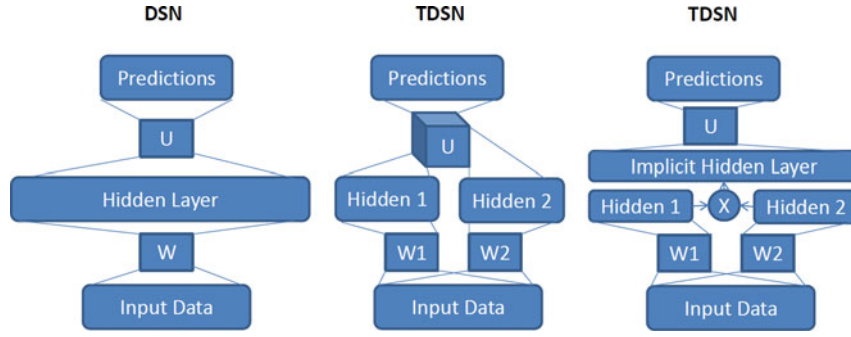 DSN
Predictions
U
Hidden Layer
W
Input Data
TDSN
Predictions
U
Hidden 1 Hidden 2
W1 W2
Input Data
TDSN
Predictions
U
Implicit Hidden Layer
Hidden 1 X Hidden 2
W1 W2
Input Data